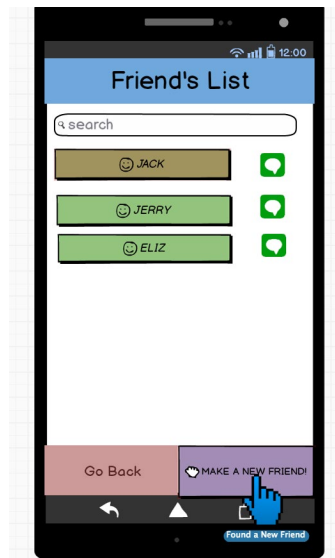 12:00
Friend's List
search
JACK
JERRY
ELIZ
Go Back
MAKE A NEW FRIEND!
Found a New Friend